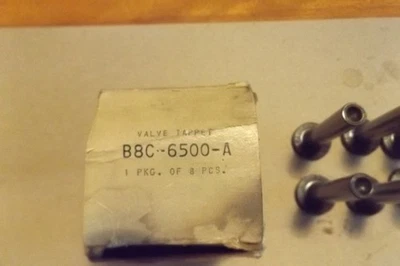 VALVE TAPPET
B8C-6500-A
1 PKG. OF 8 PCS.